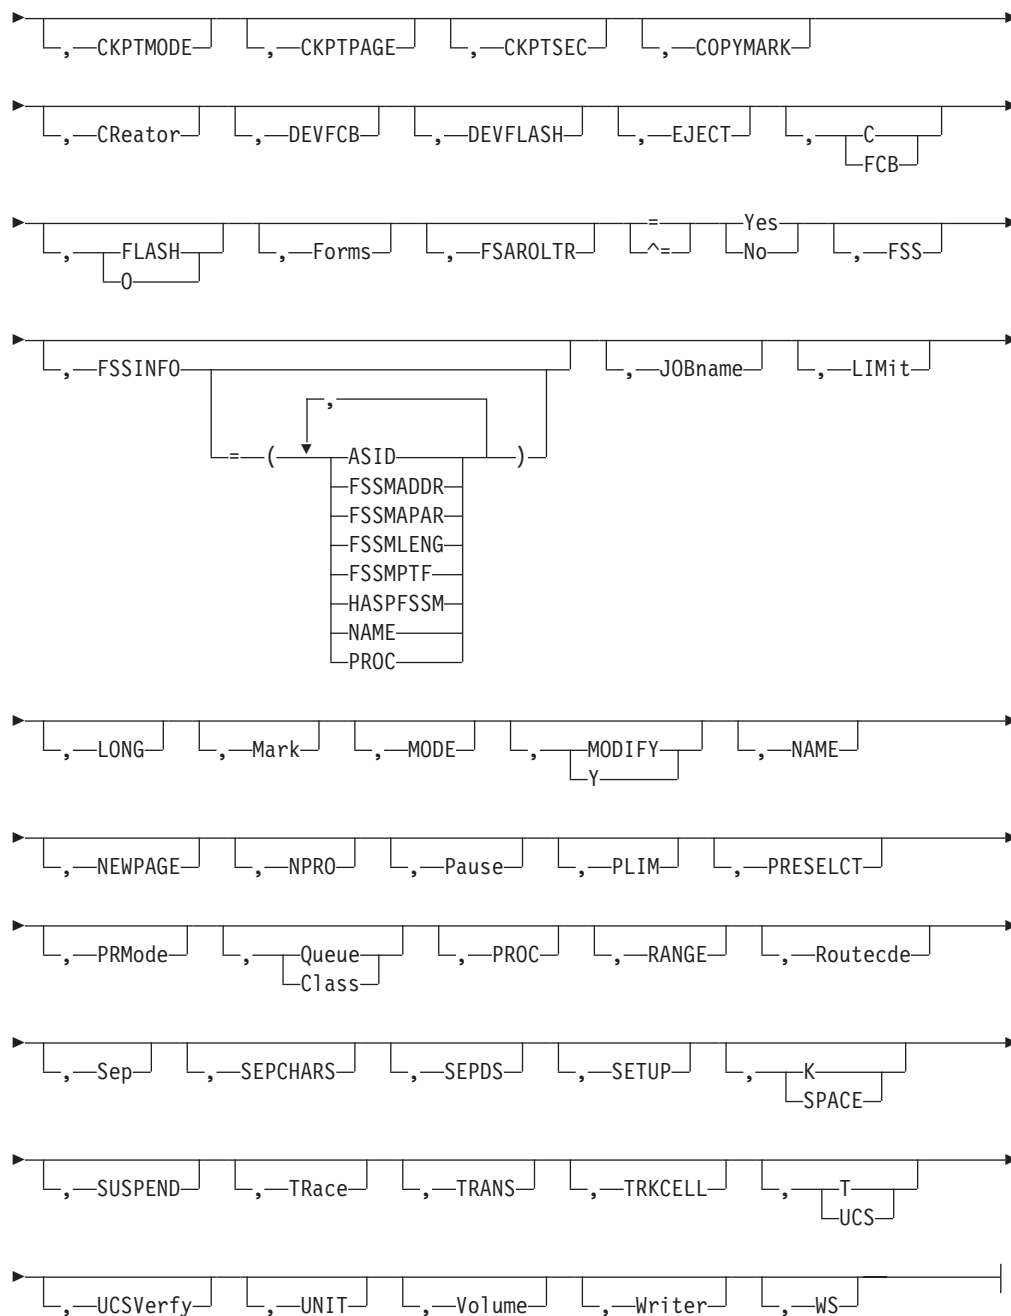 ,—CKPTMODE ,—CKPTPAGE ,—CKPTSEC ,—COPYMARK
,—CReator ,—DEVFCB ,—DEVFLASH ,—EJECT ,—C
FCB
,—FLASH ,—Forms ,—FSAROLTR = Yes ,—FSS
O ^= No
,—FSSINFO ,—JOBname ,—LIMit
,
=—( ASID )
FSSMADDR
FSSMAPAR
FSSMLENG
FSSMPTF
HASPFSSM
NAME
PROC
,—LONG ,—Mark ,—MODE ,—MODIFY ,—NAME
Y
,—NEWPAGE ,—NPRO ,—Pause ,—PLIM ,—PRESELCT
,—PRMode ,—Queue ,—PROC ,—RANGE ,—Routecde
Class
,—Sep ,—SEPCHARS ,—SEPDS ,—SETUP ,—K
SPACE
,—SUSPEND ,—TRace ,—TRANS ,—TRKCELL ,—T
UCS
,—UCSVerfy ,—UNIT ,—Volume ,—Writer ,—WS